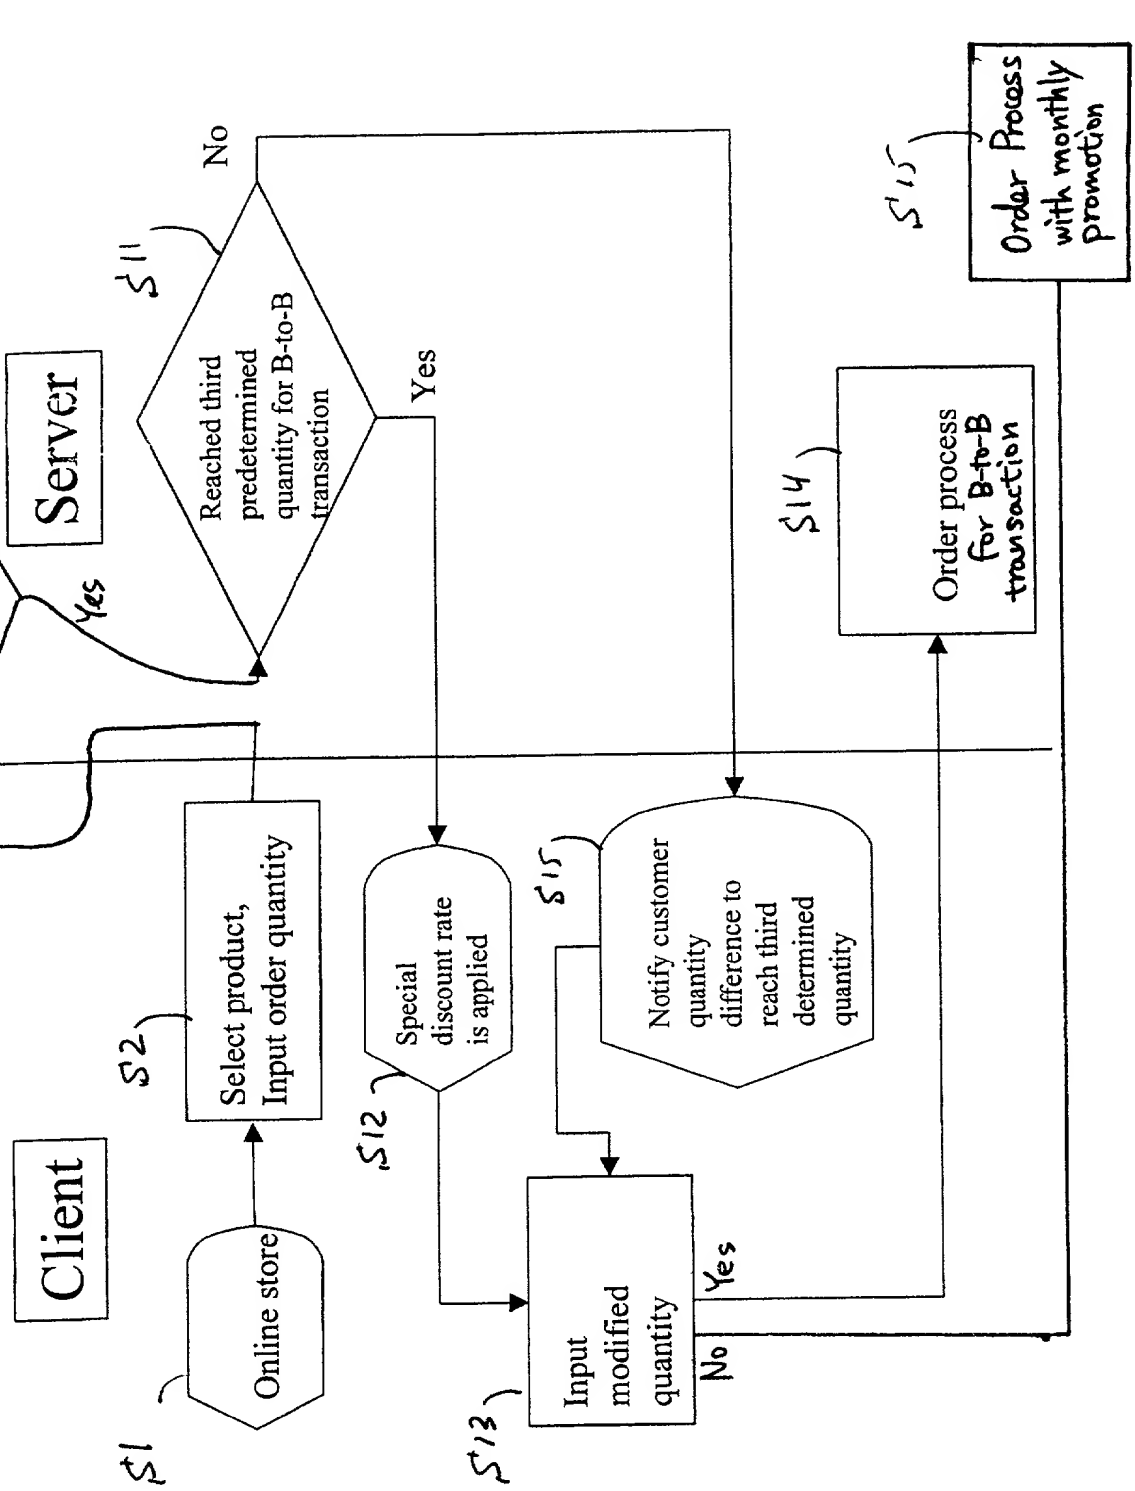 Client
Server
S1
Online store
S2
Select product,
Input order quantity
Yes
S11
Reached third
predetermined
quantity for B-to-B
transaction
No
Yes
S12
Special
discount rate
is applied
S15
Notify customer
quantity
difference to
reach third
determined
quantity
S13
Input
modified
quantity
Yes
No
S14
Order process
for B-to-B
transaction
S15
Order Process
with monthly
promotion